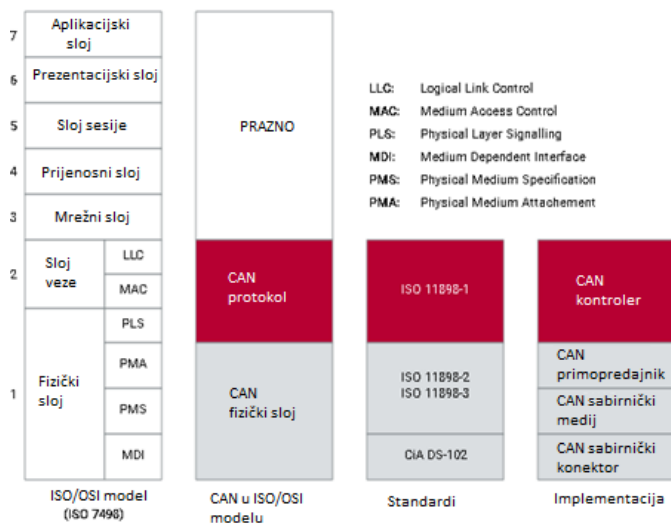 7
Aplikacijski
sloj
6
Prezentacijski sloj
5
Sloj sesije
4
Prijenosni sloj
3
Mrežni sloj
2
Sloj
veze
LLC
MAC
1
Fizički
sloj
PLS
PMA
PMS
MDI
ISO/OSI model
(ISO 7498)
PRAZNO
CAN
protokol
CAN
fizički sloj
CAN u ISO/OSI
modelu
LLC: Logical Link Control
MAC: Medium Access Control
PLS: Physical Layer Signalling
MDI: Medium Dependent Interface
PMS: Physical Medium Specification
PMA: Physical Medium Attachement
ISO 11898-1
ISO 11898-2
ISO 11898-3
CiA DS-102
Standardi
CAN
kontroler
CAN
primopredajnik
CAN sabirnički
medij
CAN sabirnički
konektor
Implementacija